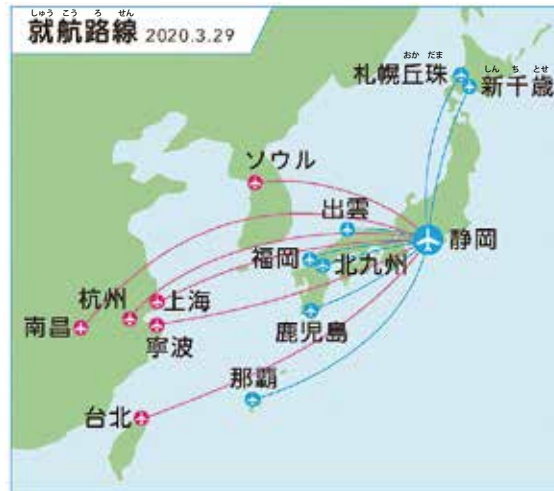 しゅう こう ろ せん
就航路線 2020.3.29
おか だま
札幌丘珠
しん ち とせ
新千歳
ソウル
出雲
静岡
福岡
北九州
杭州
上海
南昌
寧波
鹿児島
那覇
台北